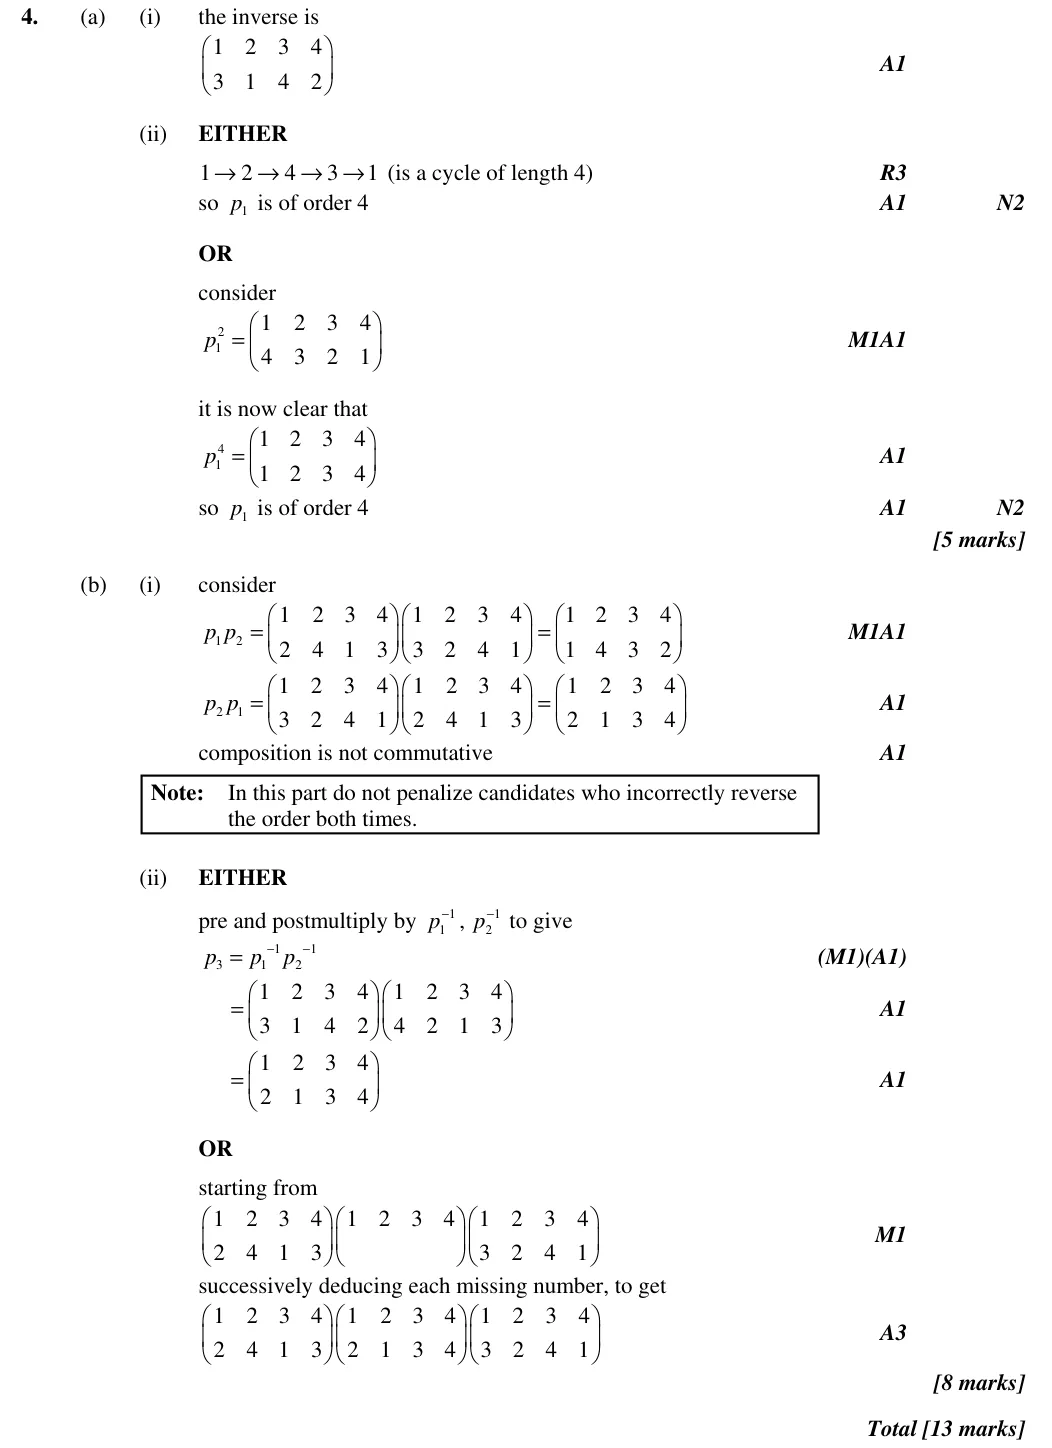 4. (a) (i) the inverse is
(1 2 3 4)
(3 1 4 2) A1
(ii) EITHER
1 → 2 → 4 → 3 → 1 (is a cycle of length 4) R3
so p₁ is of order 4 A1 N2
OR
consider
p₁² = (1 2 3 4)
(4 3 2 1) M1A1
it is now clear that
p₁⁴ = (1 2 3 4)
(1 2 3 4) A1
so p₁ is of order 4 A1 N2
[5 marks]
(b) (i) consider
p₁p₂ = (1 2 3 4)(1 2 3 4) = (1 2 3 4)
(2 4 1 3)(3 2 4 1) (1 4 3 2) M1A1
p₂p₁ = (1 2 3 4)(1 2 3 4) = (1 2 3 4)
(3 2 4 1)(2 4 1 3) (2 1 3 4) A1
composition is not commutative A1
Note: In this part do not penalize candidates who incorrectly reverse
the order both times.
(ii) EITHER
pre and postmultiply by p₁⁻¹, p₂⁻¹ to give
p₃ = p₁⁻¹p₂⁻¹ (M1)(A1)
= (1 2 3 4)(1 2 3 4)
(3 1 4 2)(4 2 1 3) A1
= (1 2 3 4)
(2 1 3 4) A1
OR
starting from
(1 2 3 4)(1 2 3 4)(1 2 3 4)
(2 4 1 3)( )(3 2 4 1) M1
successively deducing each missing number, to get
(1 2 3 4)(1 2 3 4)(1 2 3 4)
(2 4 1 3)(2 1 3 4)(3 2 4 1) A3
[8 marks]
Total [13 marks]